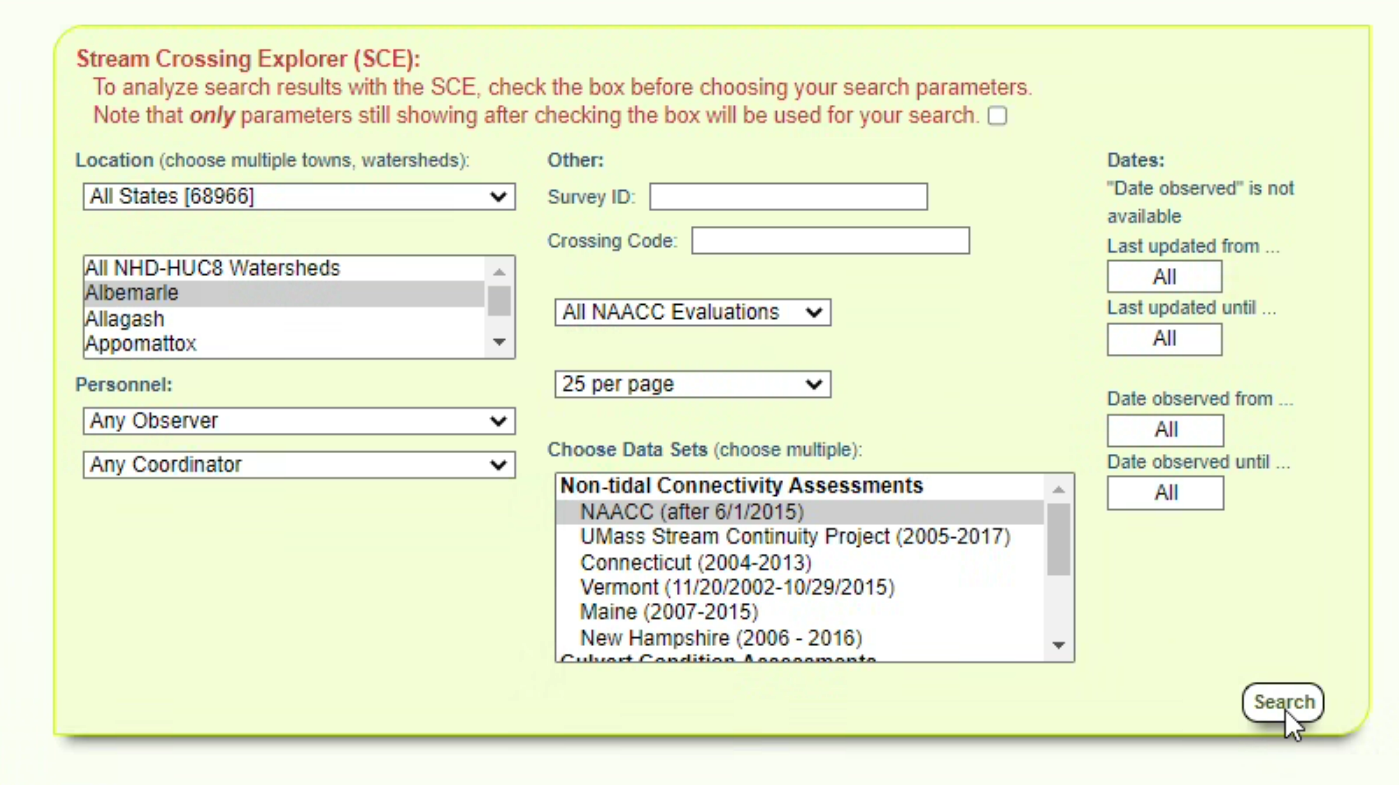 Stream Crossing Explorer (SCE):
To analyze search results with the SCE, check the box before choosing your search parameters.
Note that only parameters still showing after checking the box will be used for your search.
Location (choose multiple towns, watersheds):
All States [68966]
All NHD-HUC8 Watersheds
Albemarle
Allagash
Appomattox
Personnel:
Any Observer
Any Coordinator
Other:
Survey ID:
Crossing Code:
All NAACC Evaluations
25 per page
Choose Data Sets (choose multiple):
Non-tidal Connectivity Assessments
NAACC (after 6/1/2015)
UMass Stream Continuity Project (2005-2017)
Connecticut (2004-2013)
Vermont (11/20/2002-10/29/2015)
Maine (2007-2015)
New Hampshire (2006 - 2016)
Culvert Condition Assessments
Dates:
"Date observed" is not
available
Last updated from ...
All
Last updated until ...
All
Date observed from ...
All
Date observed until ...
All
Search